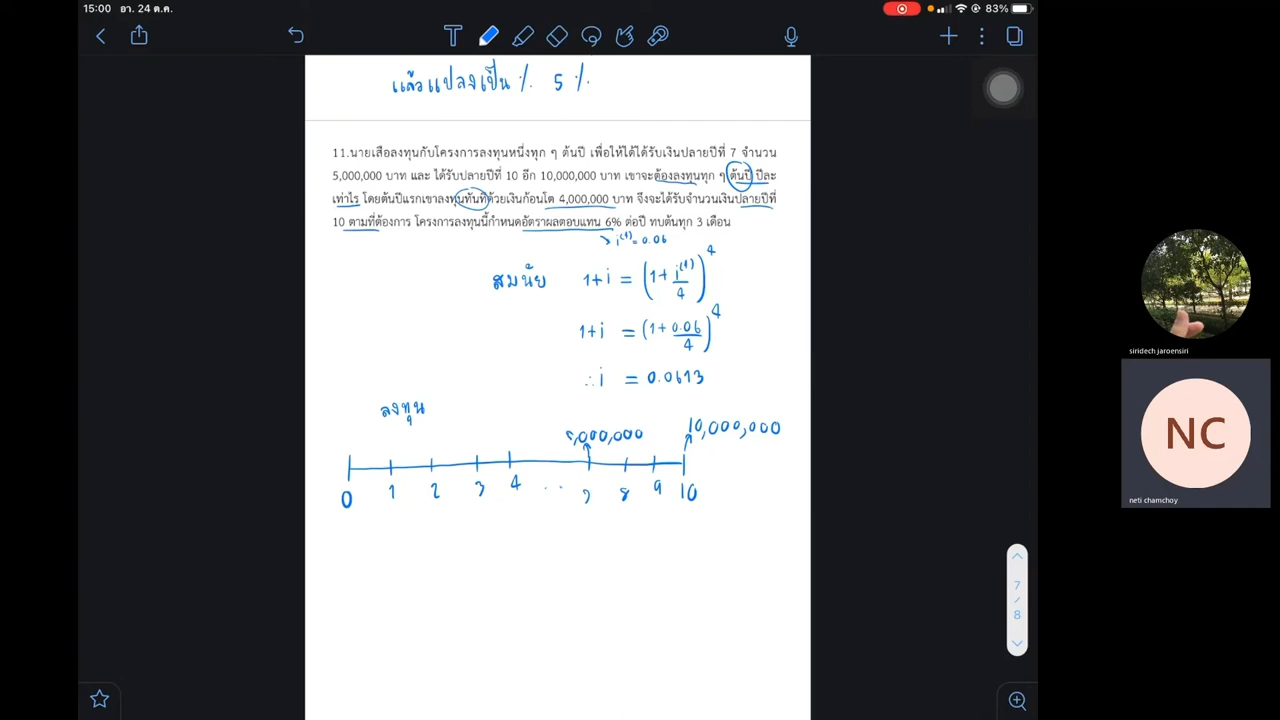 15:00 อา. 24 ต.ค.
83%
T
แล้วแปลงเป็น % 5 %
11.นายเสือลงทุนกับโครงการลงทุนหนึ่งทุก ๆ ต้นปี เพื่อให้ได้ได้รับเงินปลายปีที่ 7 จำนวน
5,000,000 บาท และ ได้รับปลายปีที่ 10 อีก 10,000,000 บาท เขาจะต้องลงทุนทุก ๆ ต้นปี ปีละ
เท่าไร โดยต้นปีแรกเขาลงทุนทันทีด้วยเงินก้อนโต 4,000,000 บาท จึงจะได้รับจำนวนเงินปลายปีที่
10 ตามที่ต้องการ โครงการลงทุนนี้กำหนดอัตราผลตอบแทน 6% ต่อปี ทบต้นทุก 3 เดือน
i⁽⁴⁾ = 0.06
สมนัย 1+i = (1 + i⁽⁴⁾/4)⁴
1+i = (1 + 0.06/4)⁴
∴ i = 0.0613
ลงทุน
5,000,000 10,000,000
0 1 2 3 4 .. 7 8 9 10
siridech jaroensiri
NC
neti chamchoy
7
/
8